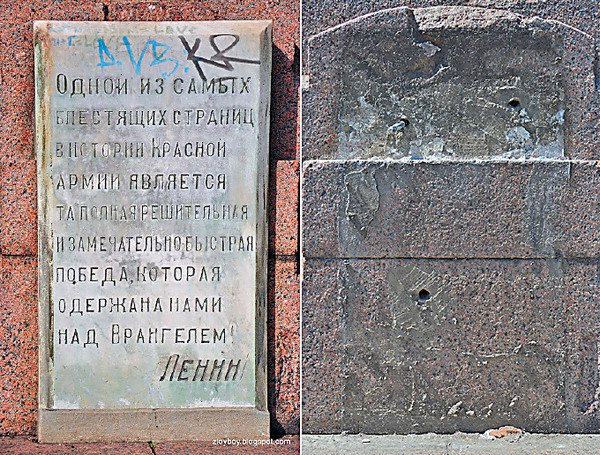 D.VB.
Одной из самых
блестящих страниц
в истории Красной
Армии является
та полная решительная
и замечательно быстрая
победа, которая
одержана нами
над Врангелем!
Ленин
zlovboy.blogspot.com